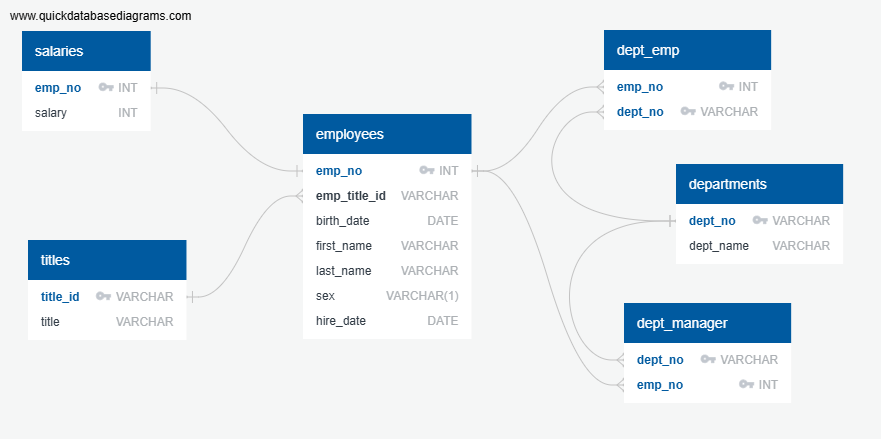 www.quickdatabasediagrams.com
salaries
emp_no INT
salary INT
titles
title_id VARCHAR
title VARCHAR
employees
emp_no INT
emp_title_id VARCHAR
birth_date DATE
first_name VARCHAR
last_name VARCHAR
sex VARCHAR(1)
hire_date DATE
dept_emp
emp_no INT
dept_no VARCHAR
departments
dept_no VARCHAR
dept_name VARCHAR
dept_manager
dept_no VARCHAR
emp_no INT